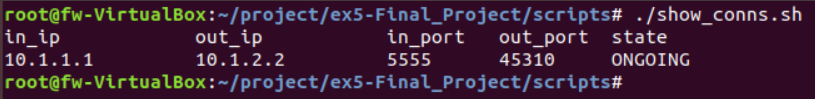 root@fw-VirtualBox:~/project/ex5-Final_Project/scripts# ./show_conns.sh
in_ip out_ip in_port out_port state
10.1.1.1 10.1.2.2 5555 45310 ONGOING
root@fw-VirtualBox:~/project/ex5-Final_Project/scripts#